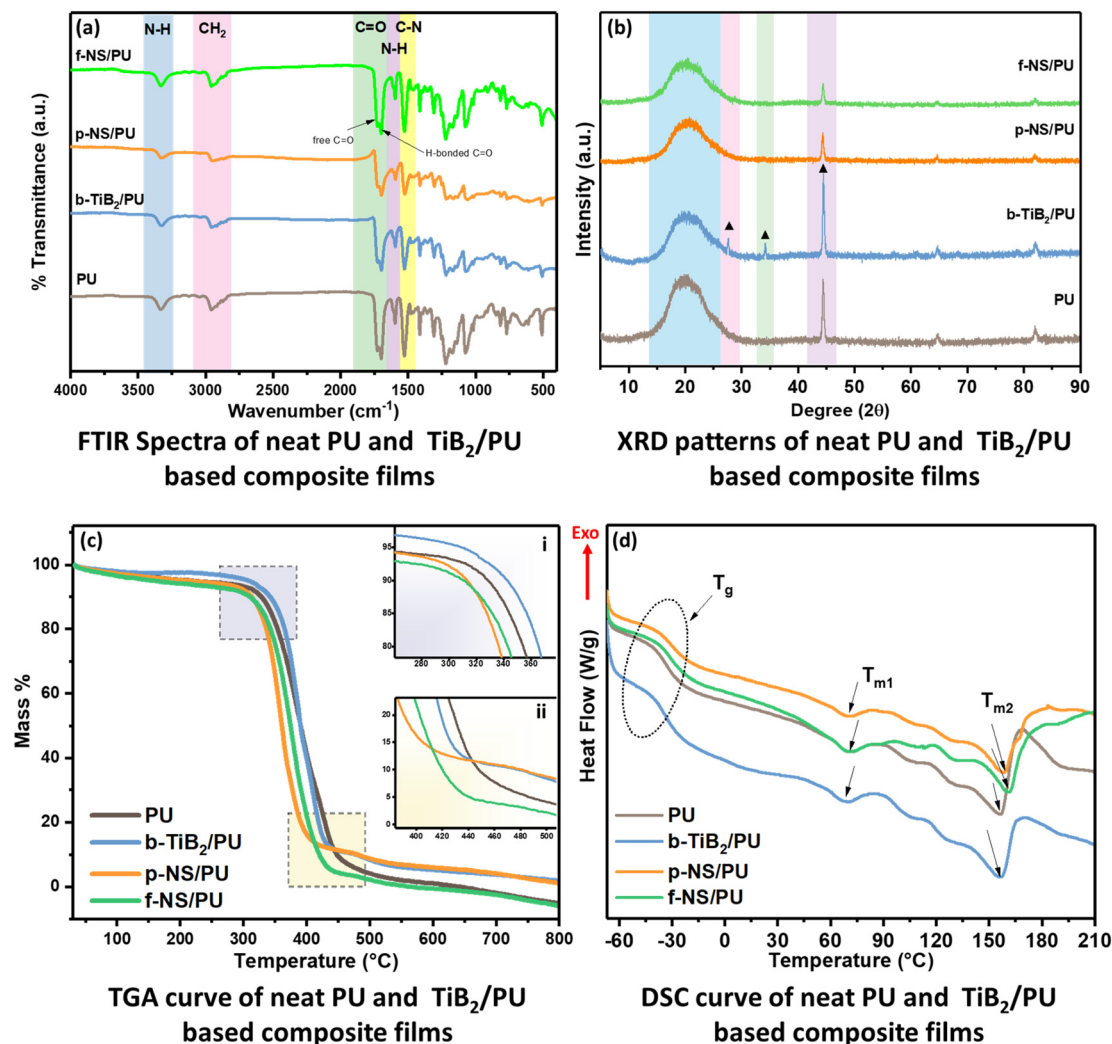 (a)
N-H
CH₂
C=O
C-N
N-H
f-NS/PU
p-NS/PU
b-TiB₂/PU
PU
free C=O
H-bonded C=O
% Transmittance (a.u.)
4000 3500 3000 2500 2000 1500 1000 500
Wavenumber (cm⁻¹)
FTIR Spectra of neat PU and TiB₂/PU
based composite films
(b)
f-NS/PU
p-NS/PU
b-TiB₂/PU
PU
Intensity (a.u.)
10 20 30 40 50 60 70 80 90
Degree (2θ)
XRD patterns of neat PU and TiB₂/PU
based composite films
(c)
Mass %
100
80
60
40
20
0
i
95
90
85
80
280 300 320 340 360
ii
20
15
10
5
0
400 420 440 460 480 500
PU
b-TiB₂/PU
p-NS/PU
f-NS/PU
100 200 300 400 500 600 700 800
Temperature (°C)
TGA curve of neat PU and TiB₂/PU
based composite films
Exo
(d)
Tg
Tm1
Tm2
Heat Flow (W/g)
PU
b-TiB₂/PU
p-NS/PU
f-NS/PU
-60 -30 0 30 60 90 120 150 180 210
Temperature (°C)
DSC curve of neat PU and TiB₂/PU
based composite films